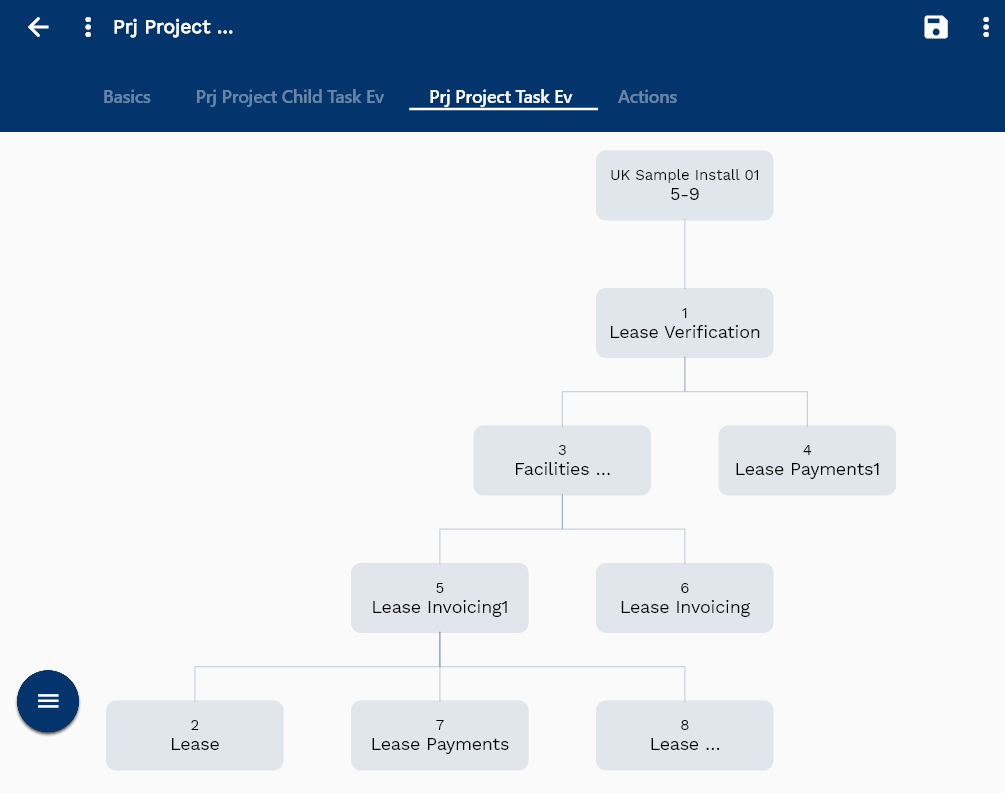 Prj Project ...
Basics
Prj Project Child Task Ev
Prj Project Task Ev
Actions
UK Sample Install 01
5-9
1
Lease Verification
3
Facilities ...
4
Lease Payments1
5
Lease Invoicing1
6
Lease Invoicing
2
Lease
7
Lease Payments
8
Lease ...